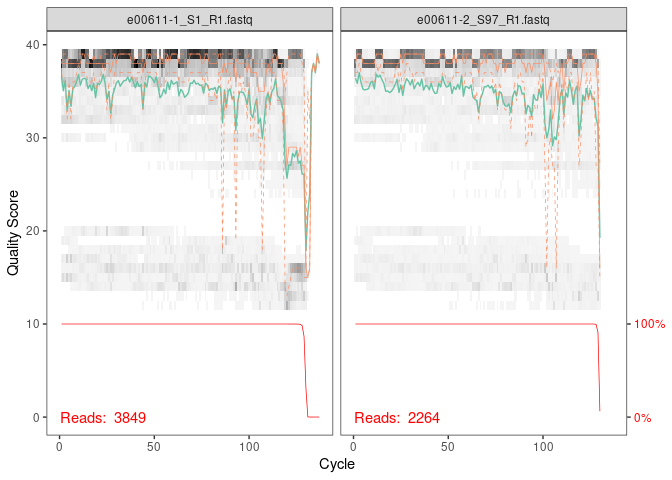 e00611-1_S1_R1.fastq
e00611-2_S97_R1.fastq
Quality Score
40
30
20
10
0
100%
0%
Reads: 3849
Reads: 2264
0
50
100
0
50
100
Cycle